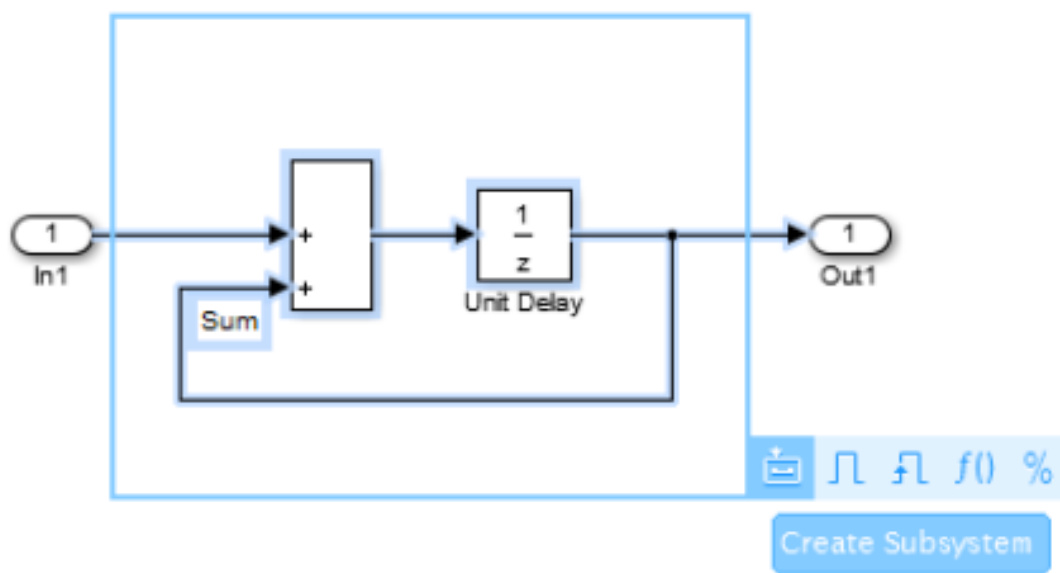 1
In1
+
+
Sum
1
z
Unit Delay
1
Out1
f() %
Create Subsystem